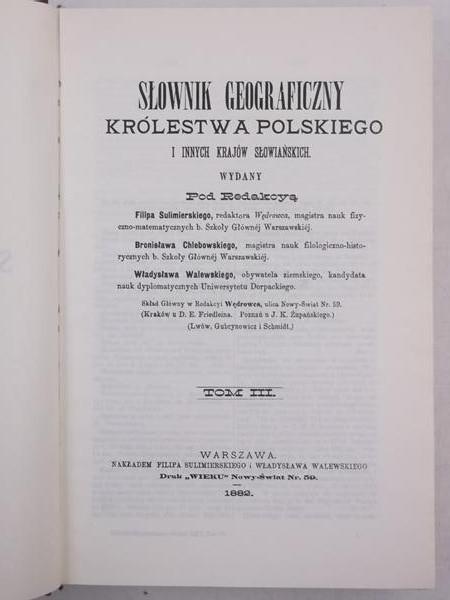 SŁOWNIK GEOGRAFICZNY
KRÓLESTWA POLSKIEGO
I INNYCH KRAJÓW SŁOWIAŃSKICH.
WYDANY
Pod Redakcyą
Filipa Sulimierskiego, redaktora Wędrowca, magistra nauk fizy-
czno-matematycznych b. Szkoły Głównéj Warszawskiéj.
Bronisława Chlebowskiego, magistra nauk filologiczno-histo-
rycznych b. Szkoły Głównéj Warszawskiéj.
Władysława Walewskiego, obywatela ziemskiego, kandydata
nauk dyplomatycznych Uniwersytetu Dorpackiego.
Skład Główny w Redakcyi Wędrowca, ulica Nowy-Świat Nr. 59.
(Kraków u D. E. Friedleina. Poznań u J. K. Żupańskiego.)
(Lwów, Gubrynowicz i Schmidt.)
TOM III.
WARSZAWA.
NAKŁADEM FILIPA SULIMIERSKIEGO i WŁADYSŁAWA WALEWSKIEGO
Druk „WIEKU” Nowy-Świat Nr. 59.
1882.